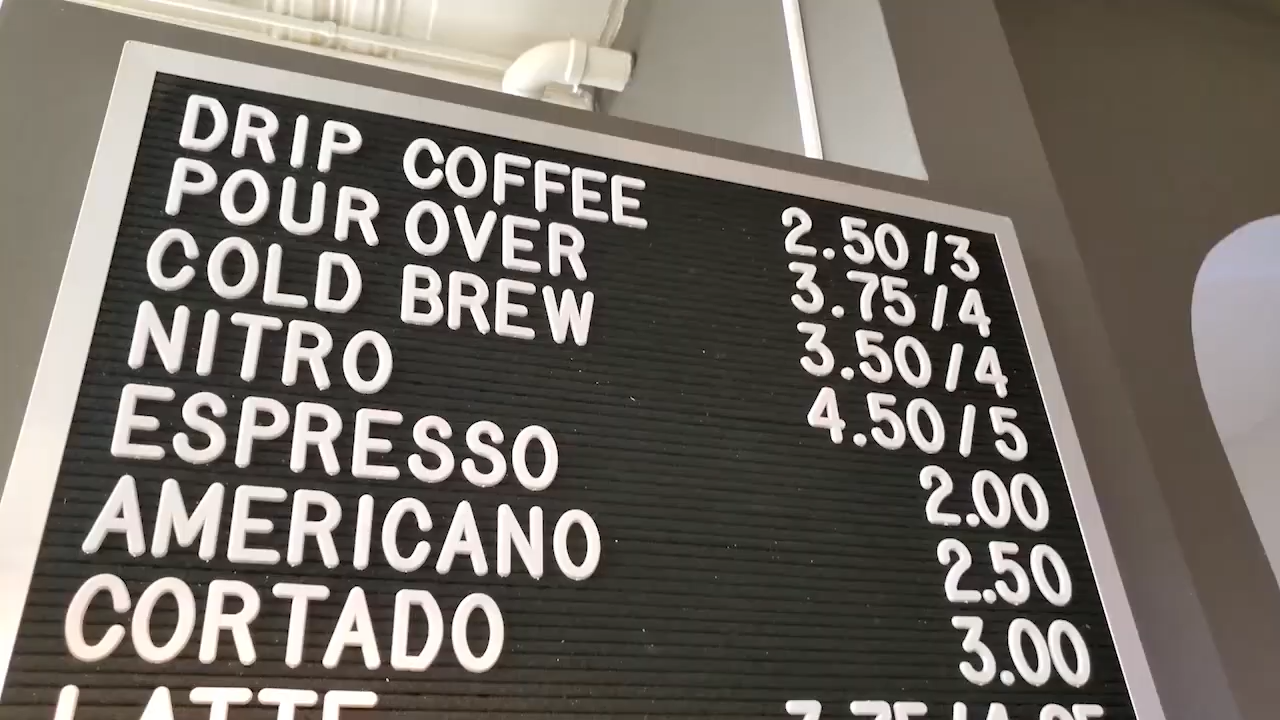 DRIP COFFEE 2.50/3
POUR OVER 3.75/4
COLD BREW 3.50/4
NITRO 4.50/5
ESPRESSO 2.00
AMERICANO 2.50
CORTADO 3.00
LATTE